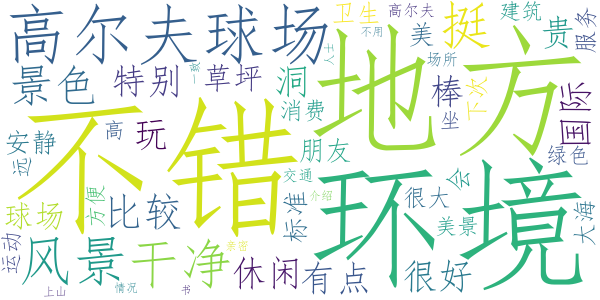 高尔夫球场
卫生
高尔夫
不用
美
挺
建筑
贵
服务
景色
特别
一致
草坪
洞
人士
场所
地方
棒
坐
下次
国际
消费
不错
安静
远
高
玩
朋友
绿色
交通
介绍
环境
很大
会
美景
大海
球场
方便
比较
标准
运动
风景
干净
亲密
休闲
有点
很好
上山
情况
书